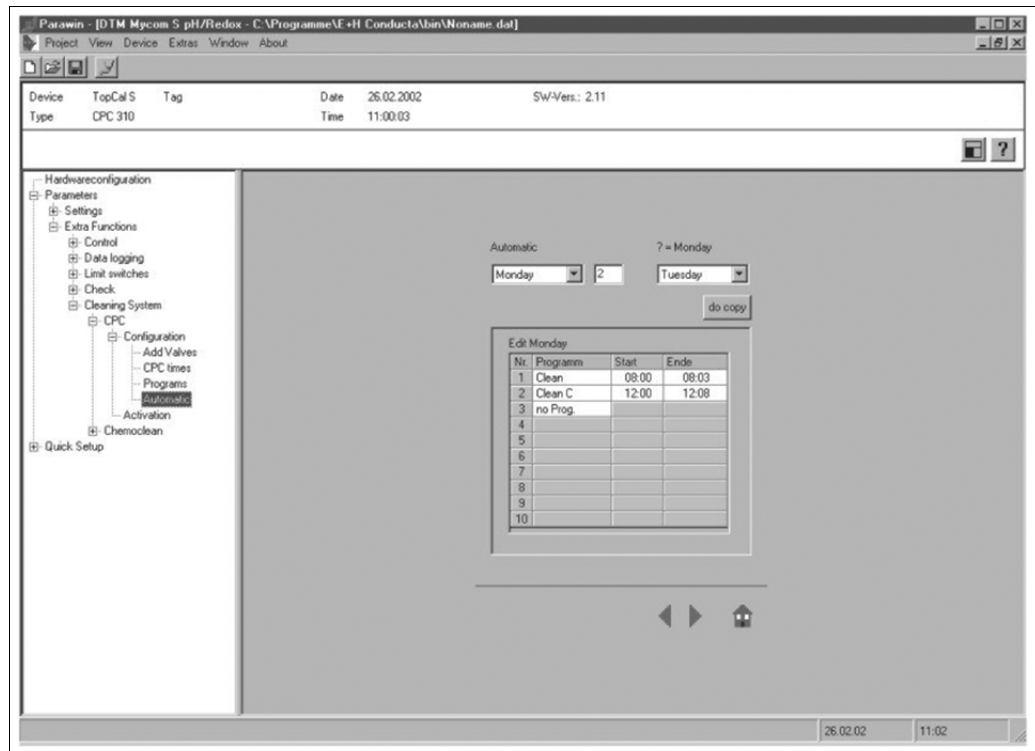 Parawin - [DTM Mycom S pH/Redox - C:\Programme\E+H Conducta\bin\Noname.dat]
Project View Device Extras Window About
Device TopCal S Tag Date 26.02.2002 SW-Vers.: 2.11
Type CPC 310 Time 11:00:03
?
Hardwareconfiguration
Parameters
Settings
Extra Functions
Control
Data logging
Limit switches
Check
Cleaning System
CPC
Configuration
Add Valves
CPC times
Programs
Automatic
Activation
Chemoclean
Quick Setup
Automatic ? = Monday
Monday 2 Tuesday
do copy
Edit Monday
Nr. Programm Start Ende
1 Clean 08:00 08:03
2 Clean C 12:00 12:08
3 no Prog.
4
5
6
7
8
9
10
26.02.02 11:02